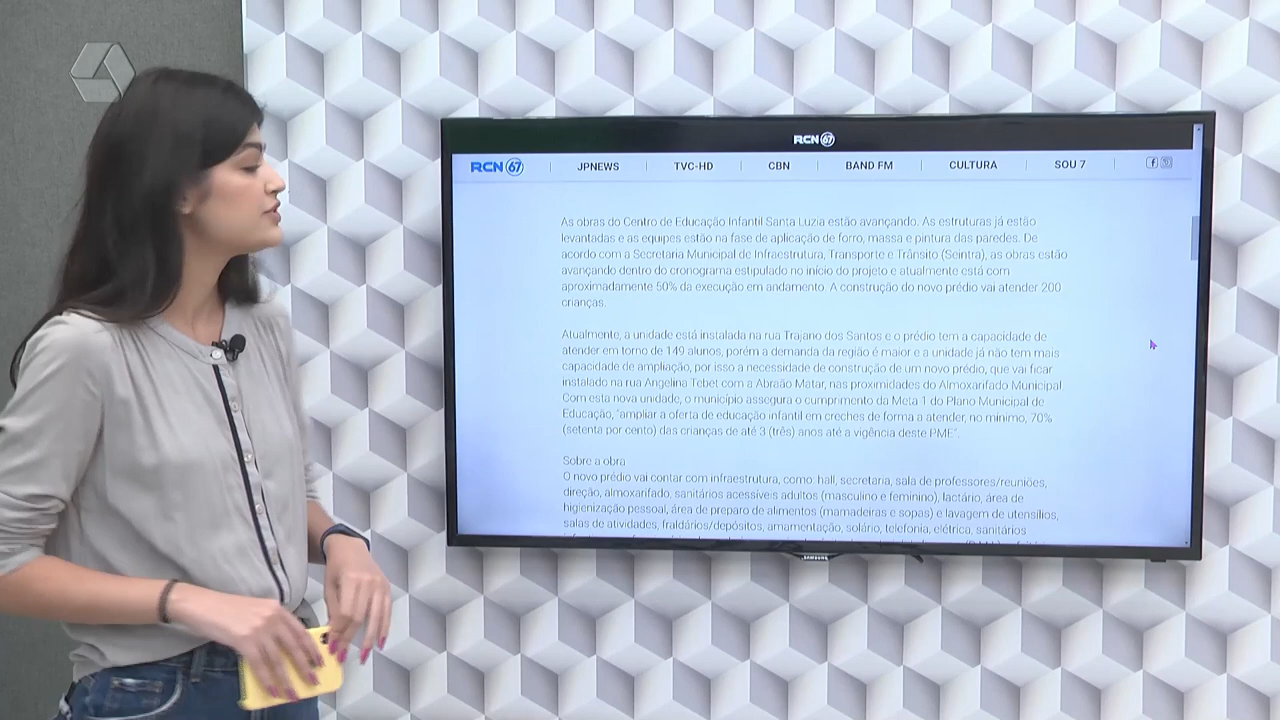 RCN 67
RCN 67 JPNEWS TVC-HD CBN BAND FM CULTURA SOU 7
As obras do Centro de Educação Infantil Santa Luzia estão avançando. As estruturas já estão
levantadas e as equipes estão na fase de aplicação de forro, massa e pintura das paredes. De
acordo com a Secretaria Municipal de Infraestrutura, Transporte e Trânsito (Seintra), as obras estão
avançando dentro do cronograma estipulado no início do projeto e atualmente está com
aproximadamente 50% da execução em andamento. A construção do novo prédio vai atender 200
crianças.
Atualmente, a unidade está instalada na rua Trajano dos Santos e o prédio tem a capacidade de
atender em torno de 149 alunos, porém a demanda da região é maior e a unidade já não tem mais
capacidade de ampliação, por isso a necessidade de construção de um novo prédio, que vai ficar
instalado na rua Angelina Tebet com a Abraão Matar, nas proximidades do Almoxarifado Municipal
Com esta nova unidade, o município assegura o cumprimento da Meta 1 do Plano Municipal de
Educação, "ampliar a oferta de educação infantil em creches de forma a atender, no mínimo, 70%
(setenta por cento) das crianças de até 3 (três) anos até a vigência deste PME".
Sobre a obra
O novo prédio vai contar com infraestrutura, como: hall, secretaria, sala de professores/reuniões,
direção, almoxarifado, sanitários acessíveis adultos (masculino e feminino), lactário, área de
higienização pessoal, área de preparo de alimentos (mamadeiras e sopas) e lavagem de utensílios,
salas de atividades, fraldários/depósitos, amamentação, solário, telefonia, elétrica, sanitários
SAMSUNG